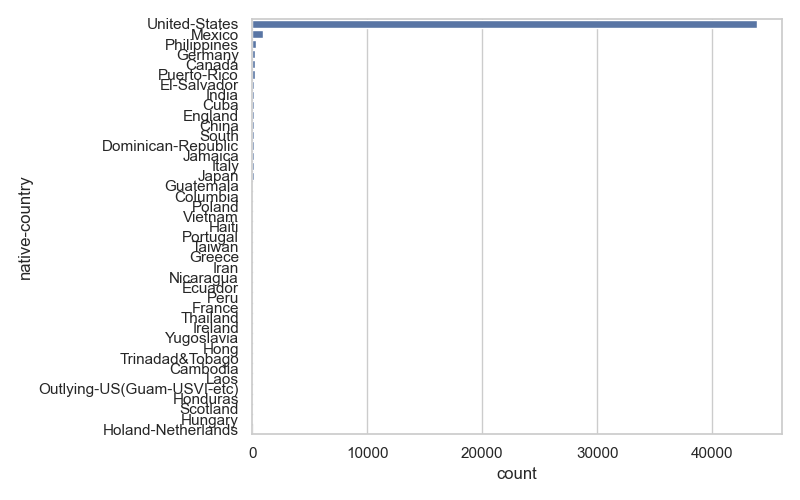 United-States
Mexico
Philippines
Germany
Canada
Puerto-Rico
El-Salvador
India
Cuba
England
China
South
Dominican-Republic
Jamaica
Italy
Japan
Guatemala
Columbia
Poland
Vietnam
Haiti
Portugal
Taiwan
Greece
Iran
Nicaragua
Ecuador
Peru
France
Thailand
Ireland
Yugoslavia
Hong
Trinadad&Tobago
Cambodia
Laos
Outlying-US(Guam-USVI-etc)
Honduras
Scotland
Hungary
Holand-Netherlands
native-country
0 10000 20000 30000 40000
count